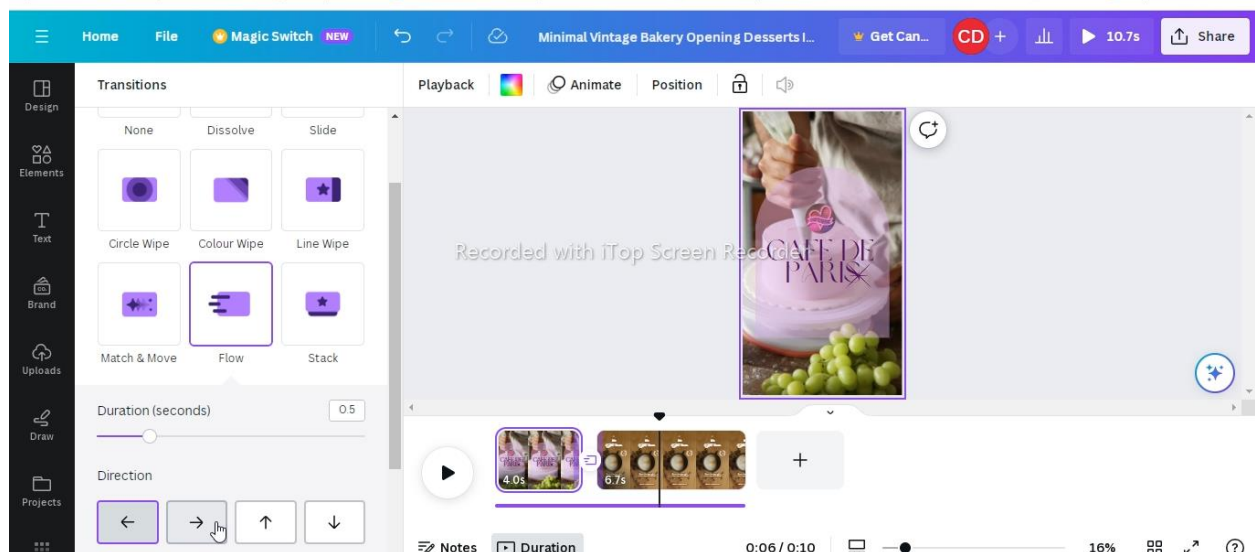 Home File Magic Switch NEW Minimal Vintage Bakery Opening Desserts I... Get Can... CD + 10.7s Share
Design
Elements
Text
Brand
Uploads
Draw
Projects
Transitions
None Dissolve Slide
Circle Wipe Colour Wipe Line Wipe
Match & Move Flow Stack
Duration (seconds) 0.5
Direction
Playback Animate Position
Recorded with iTop Screen Recorder
CAFE DE
PARIS
4.0s 6.7s
Notes Duration 0:06 / 0:10 16%